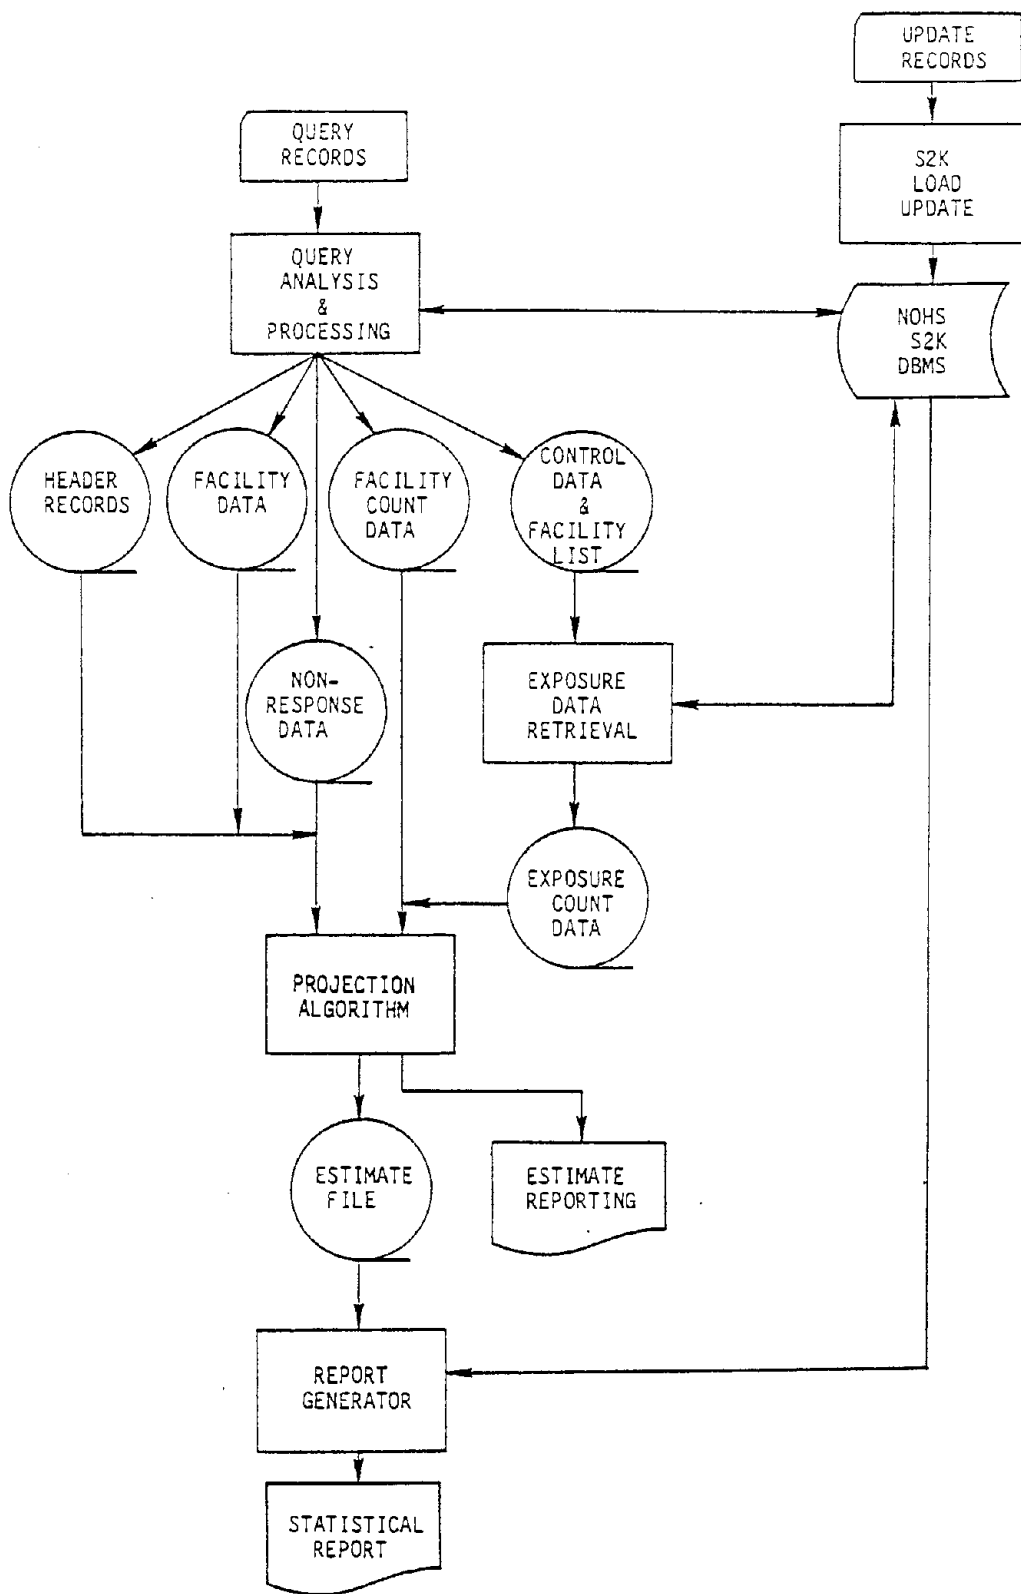 UPDATE
RECORDS
QUERY
RECORDS
S2K
LOAD
UPDATE
QUERY
ANALYSIS
&
PROCESSING
NOHS
S2K
DBMS
HEADER
RECORDS
FACILITY
DATA
FACILITY
COUNT
DATA
CONTROL
DATA
&
FACILITY
LIST
NON-
RESPONSE
DATA
EXPOSURE
DATA
RETRIEVAL
EXPOSURE
COUNT
DATA
PROJECTION
ALGORITHM
ESTIMATE
FILE
ESTIMATE
REPORTING
REPORT
GENERATOR
STATISTICAL
REPORT